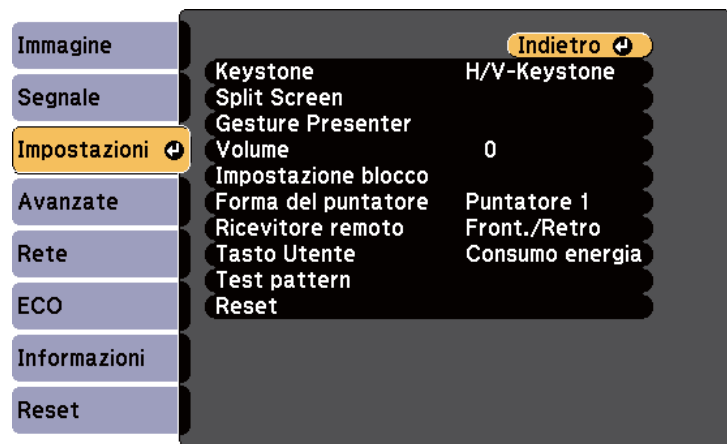 Immagine
Segnale
Impostazioni
Avanzate
Rete
ECO
Informazioni
Reset
Indietro
Keystone H/V-Keystone
Split Screen
Gesture Presenter
Volume 0
Impostazione blocco
Forma del puntatore Puntatore 1
Ricevitore remoto Front./Retro
Tasto Utente Consumo energia
Test pattern
Reset